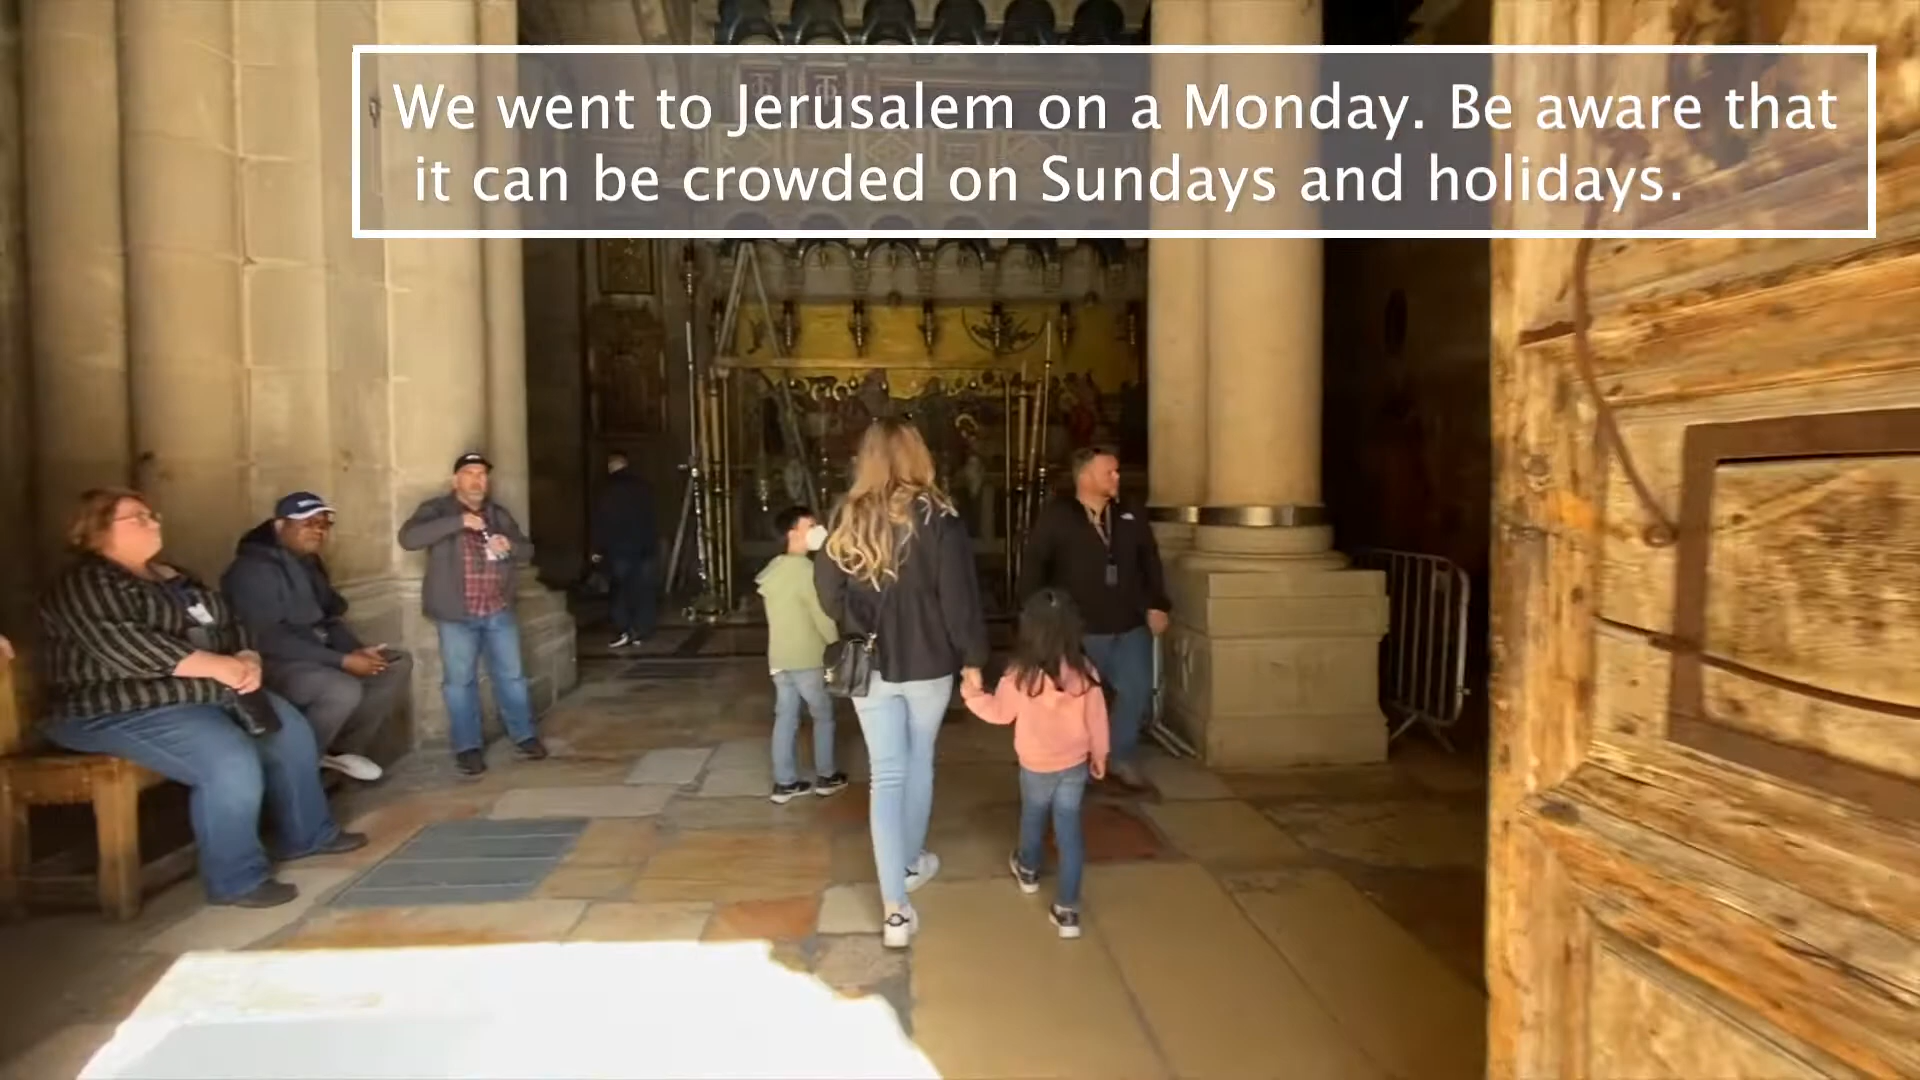 We went to Jerusalem on a Monday. Be aware that
it can be crowded on Sundays and holidays.